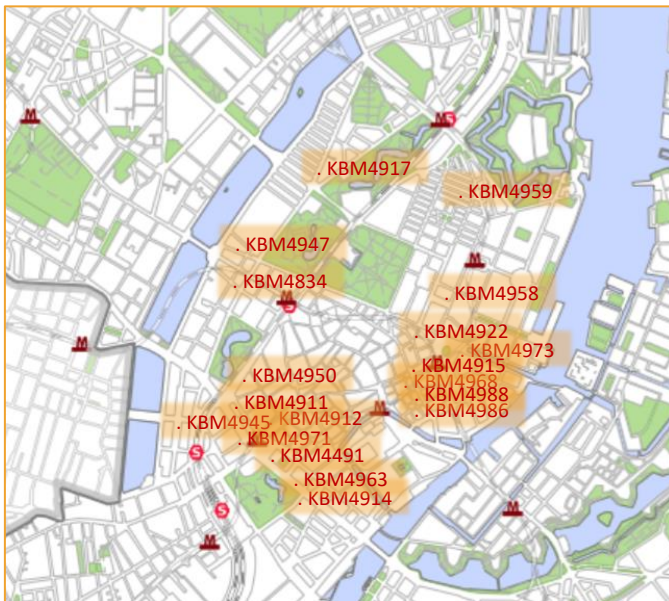 M
S
M
. KBM4917
. KBM4959
. KBM4947
M
. KBM4834
. KBM4958
M
S
. KBM4922
M
. KBM4973
. KBM4915
. KBM4950
. KBM4968
. KBM4988
. KBM4911
M
. KBM4986
. KBM4912
. KBM4945
. KBM4971
S
. KBM4491
. KBM4963
. KBM4914
S
M
M